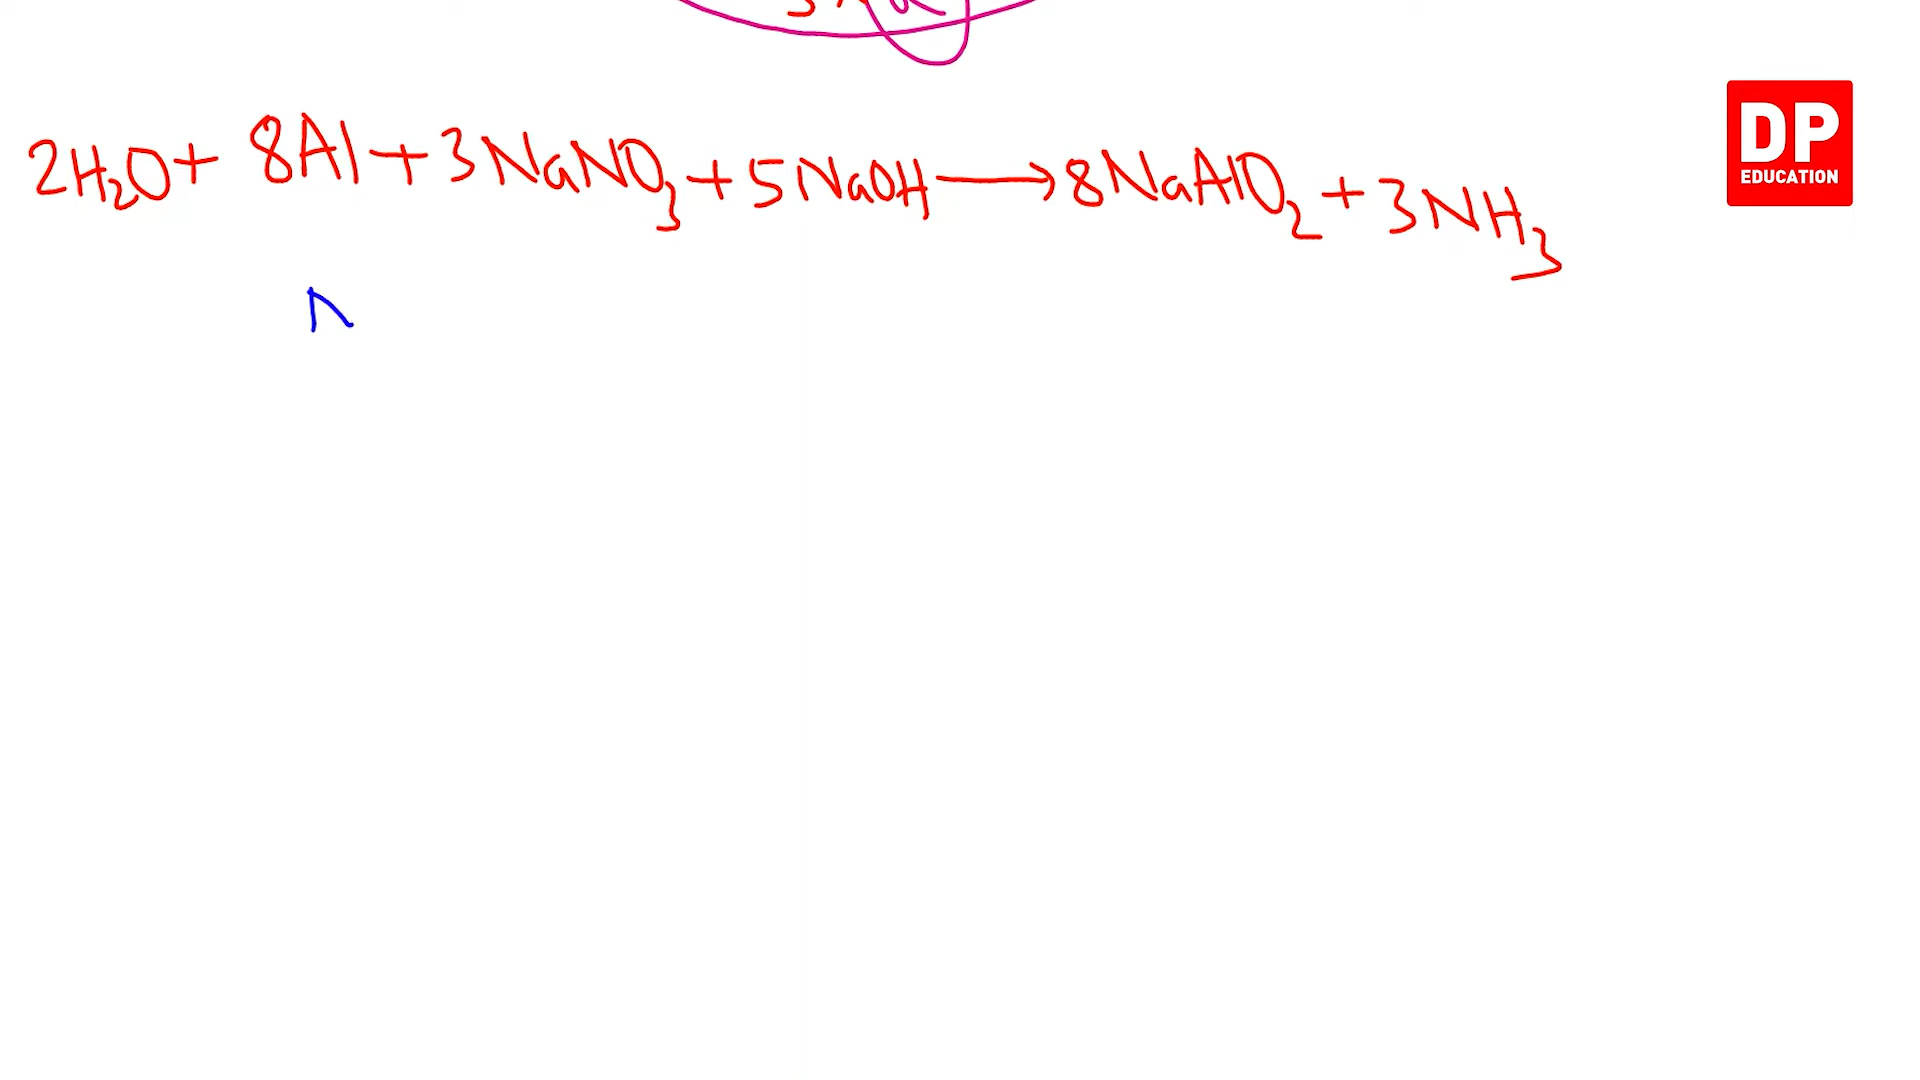 2H₂O + 8Al + 3NaNO₃ + 5NaOH ⟶ 8NaAlO₂ + 3NH₃
DP
EDUCATION